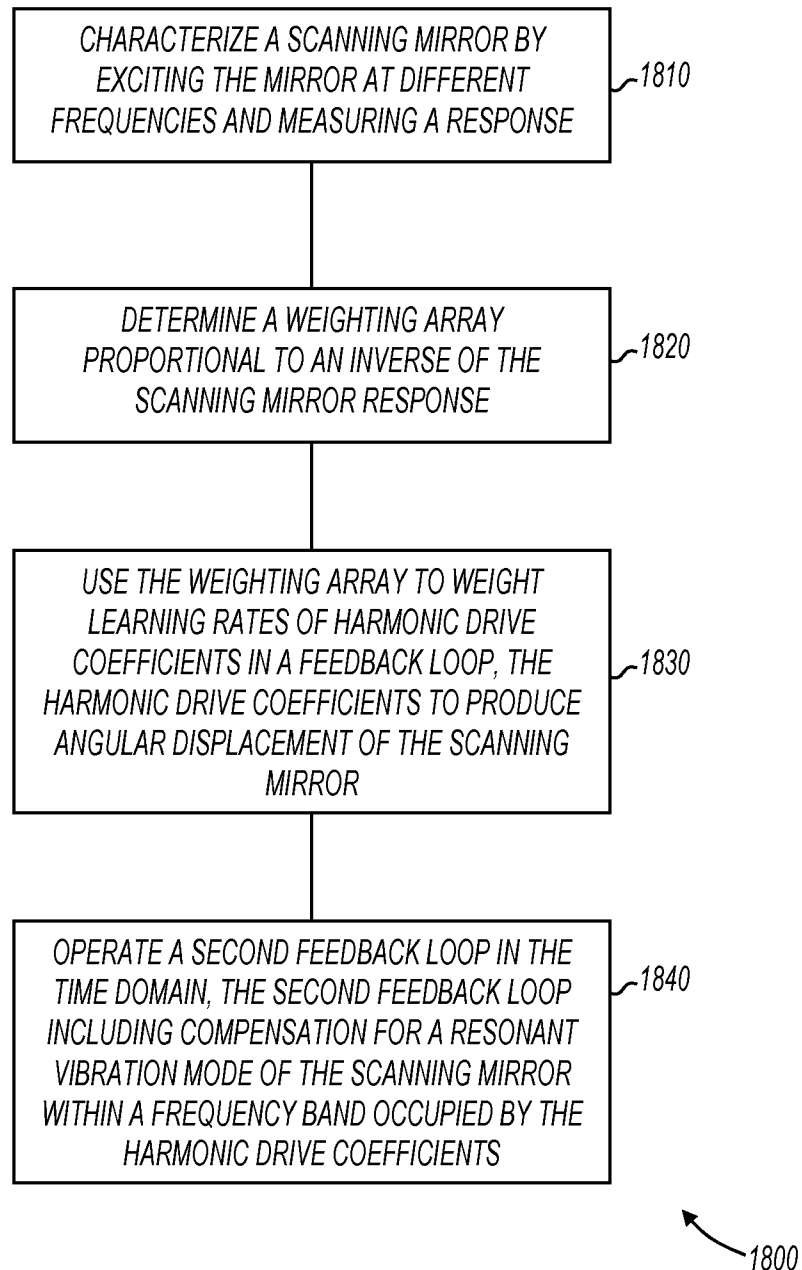 CHARACTERIZE A SCANNING MIRROR BY
EXCITING THE MIRROR AT DIFFERENT
FREQUENCIES AND MEASURING A RESPONSE
1810
DETERMINE A WEIGHTING ARRAY
PROPORTIONAL TO AN INVERSE OF THE
SCANNING MIRROR RESPONSE
1820
USE THE WEIGHTING ARRAY TO WEIGHT
LEARNING RATES OF HARMONIC DRIVE
COEFFICIENTS IN A FEEDBACK LOOP, THE
HARMONIC DRIVE COEFFICIENTS TO PRODUCE
ANGULAR DISPLACEMENT OF THE SCANNING
MIRROR
1830
OPERATE A SECOND FEEDBACK LOOP IN THE
TIME DOMAIN, THE SECOND FEEDBACK LOOP
INCLUDING COMPENSATION FOR A RESONANT
VIBRATION MODE OF THE SCANNING MIRROR
WITHIN A FREQUENCY BAND OCCUPIED BY THE
HARMONIC DRIVE COEFFICIENTS
1840
1800